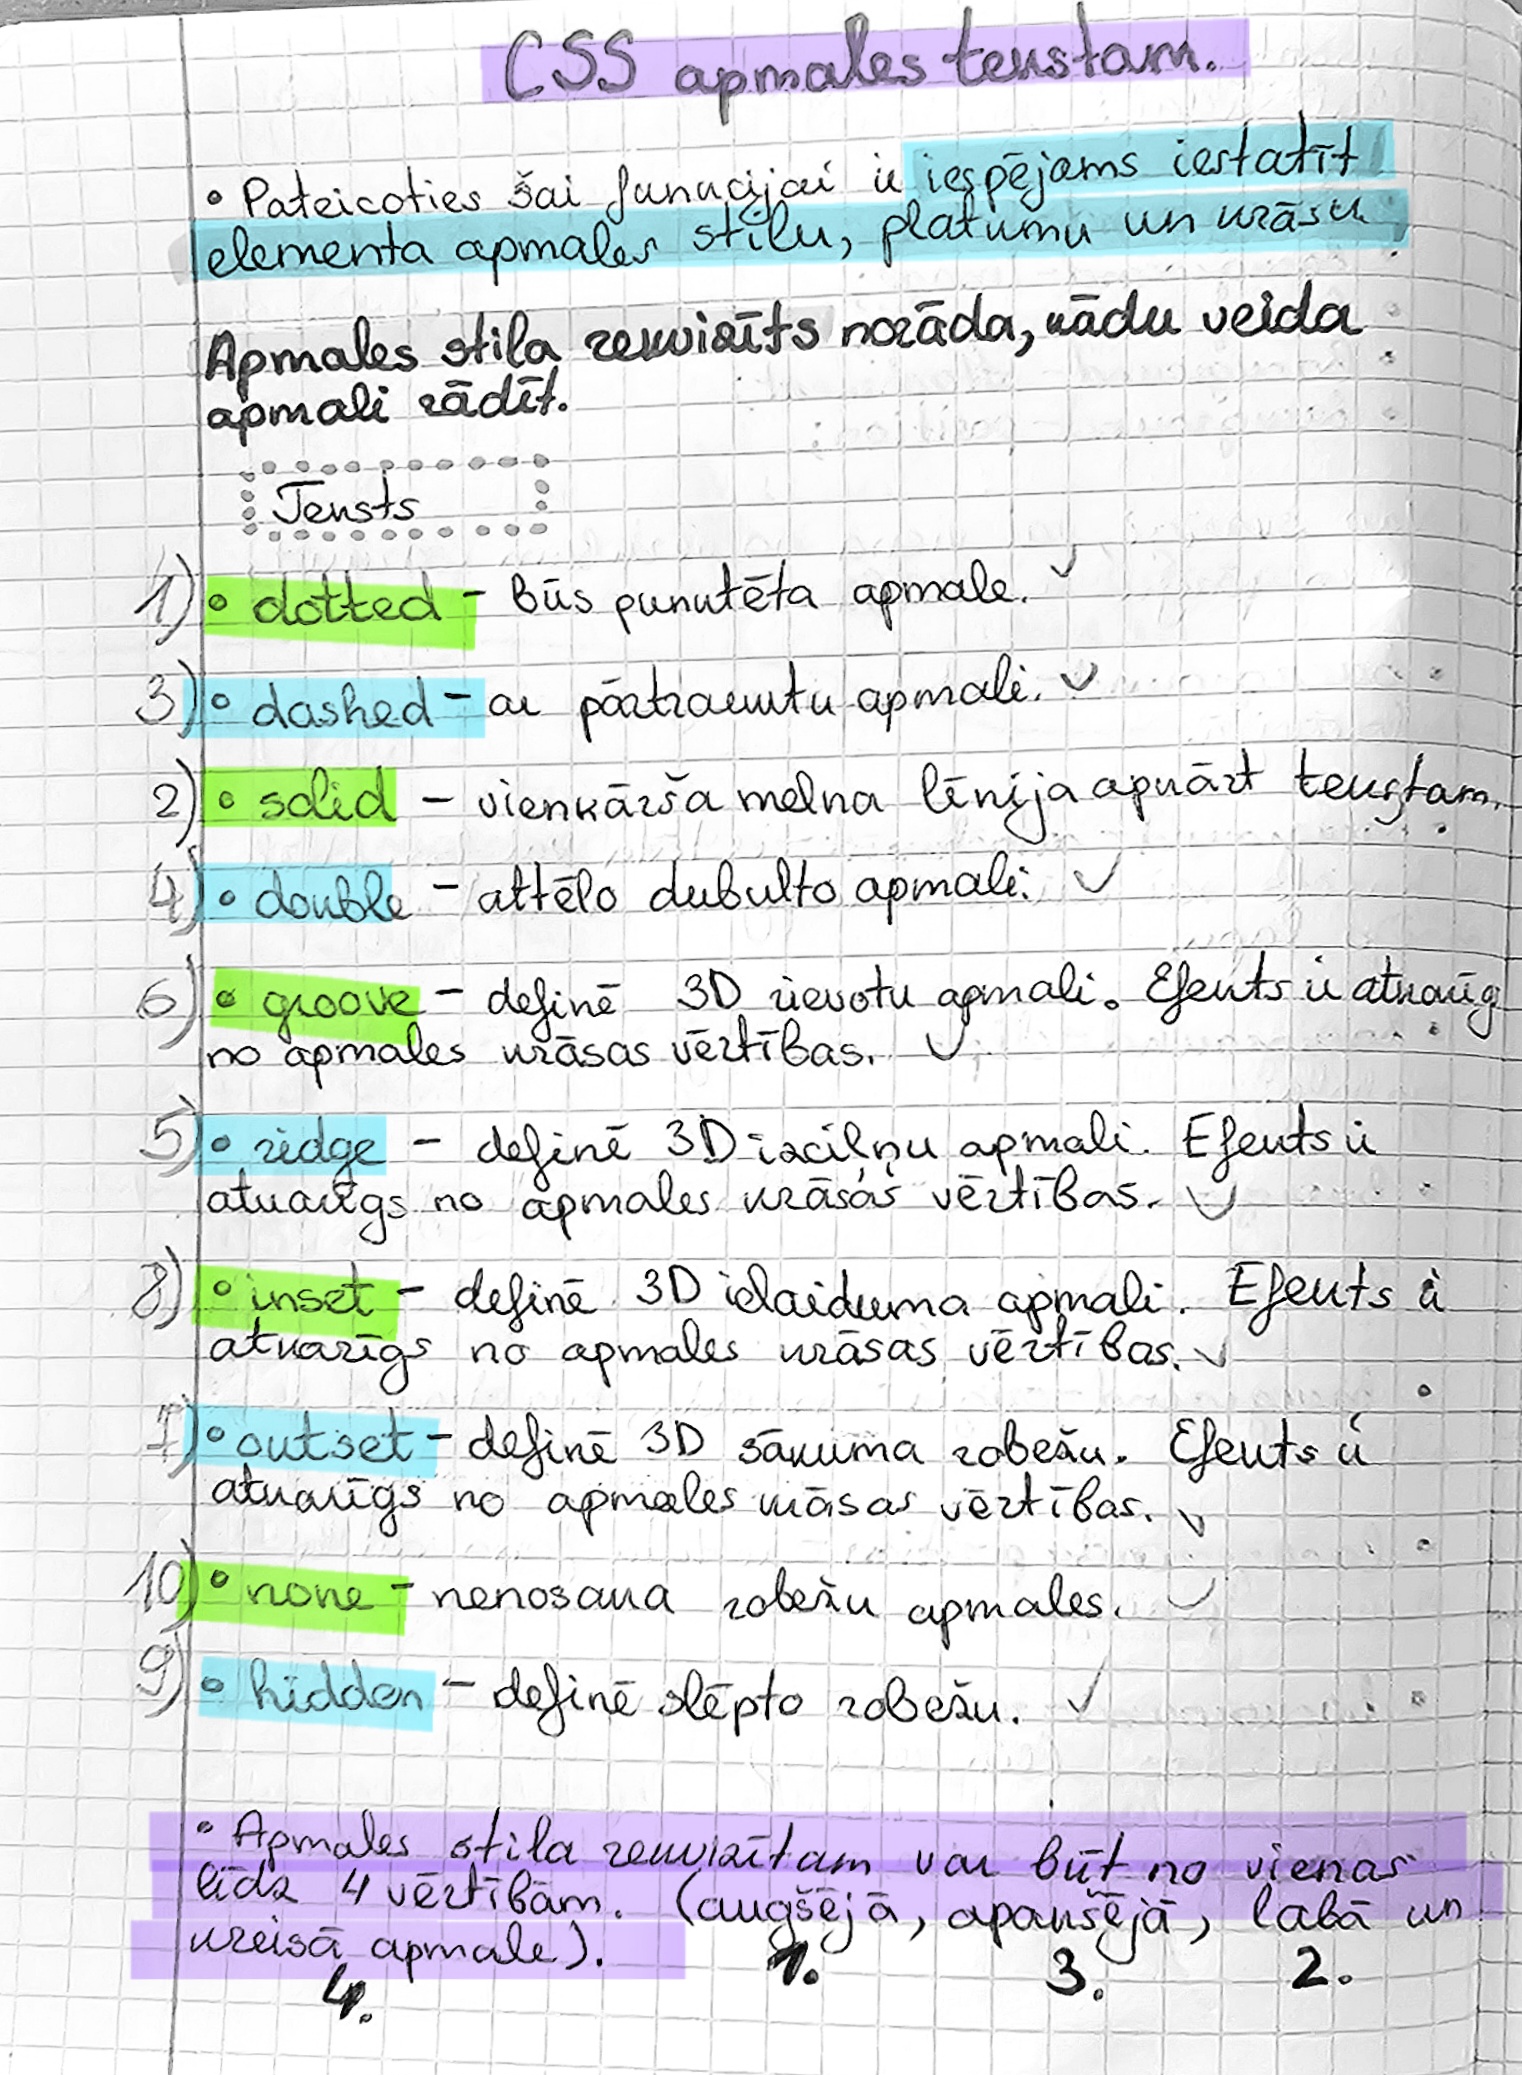 CSS apmales tekstam.
• Pateicoties šai funkcijai ir iespējams iestatīt
elementa apmales stilu, platumu un krāsu.
Apmales stila rekvizīts norāda, kādu veida
apmali rādīt.
Teksts
1) • dotted - būs punktēta apmale.
3) • dashed - ar pārtrauktu apmali.
2) • solid - vienkārša melna līnija apkārt tekstam.
4) • double - attēlo dubulto apmali.
6) • groove - definē 3D rievotu apmali. Efekts ir atkarīgs
no apmales krāsas vērtības.
5) • ridge - definē 3D izciļņu apmali. Efekts ir
atkarīgs no apmales krāsas vērtības.
8) • inset - definē 3D ielaiduma apmali. Efekts ir
atkarīgs no apmales krāsas vērtības.
7) • outset - definē 3D sākuma robežu. Efekts ir
atkarīgs no apmales krāsas vērtības.
10) • none - nenosaka robežu apmales.
9) • hidden - definē slēpto robežu.
• Apmales stila rekvizītam var būt no vienas
līdz 4 vērtībām. (augšējā, apakšējā, labā un
kreisā apmale). 1. 3. 2.
4.